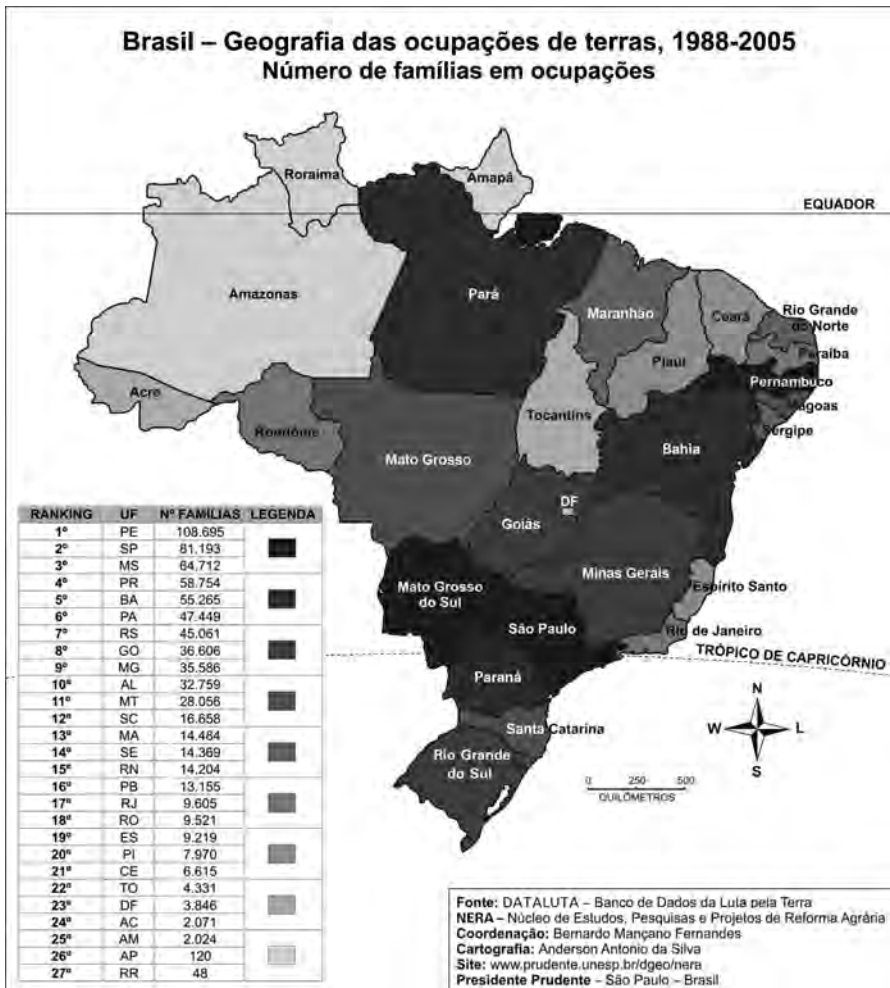 Brasil – Geografia das ocupações de terras, 1988-2005
Número de famílias em ocupações
Roraima
Amapá
EQUADOR
Amazonas
Pará
Maranhão
Ceará
Rio Grande
do Norte
Paraíba
Piauí
Pernambuco
Acre
Alagoas
Tocantins
Sergipe
Rondônia
Bahia
Mato Grosso
DF
Goiás
Minas Gerais
Espírito Santo
Mato Grosso
do Sul
São Paulo
Rio de Janeiro
TRÓPICO DE CAPRICÓRNIO
Paraná
Santa Catarina
Rio Grande
do Sul
N
W L
S
0 250 500
QUILÔMETROS
RANKING UF Nº FAMÍLIAS LEGENDA
1º PE 108.695
2º SP 81.193
3º MS 64.712
4º PR 58.754
5º BA 55.265
6º PA 47.449
7º RS 45.061
8º GO 36.606
9º MG 35.586
10º AL 32.759
11º MT 28.056
12º SC 16.658
13º MA 14.484
14º SE 14.369
15º RN 14.204
16º PB 13.155
17º RJ 9.605
18º RO 9.521
19º ES 9.219
20º PI 7.970
21º CE 6.615
22º TO 4.331
23º DF 3.846
24º AC 2.071
25º AM 2.024
26º AP 120
27º RR 48
Fonte: DATALUTA – Banco de Dados da Luta pela Terra
NERA – Núcleo de Estudos, Pesquisas e Projetos de Reforma Agrária
Coordenação: Bernardo Mançano Fernandes
Cartografia: Anderson Antonio da Silva
Site: www.prudente.unesp.br/dgeo/nera
Presidente Prudente – São Paulo – Brasil